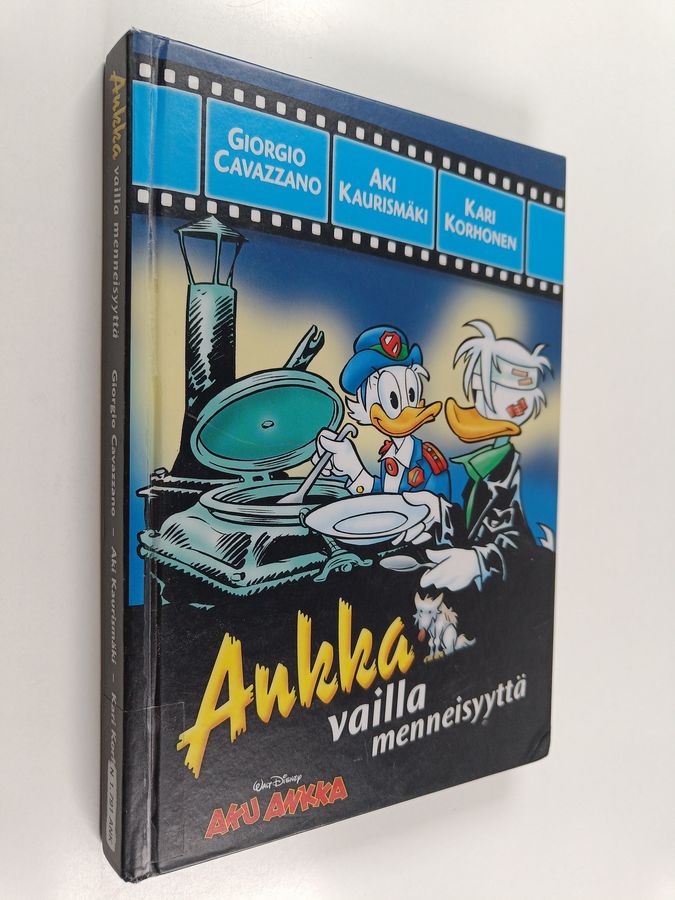 GIORGIO
CAVAZZANO
AKI
KAURISMÄKI
KARI
KORHONEN
Ankka
vailla
menneisyyttä
WALT DISNEY
AKU ANKKA
Ankka vailla menneisyyttä Giorgio Cavazzano – Aki Kaurismäki – Kari